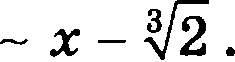 ~ x − ∛2 .